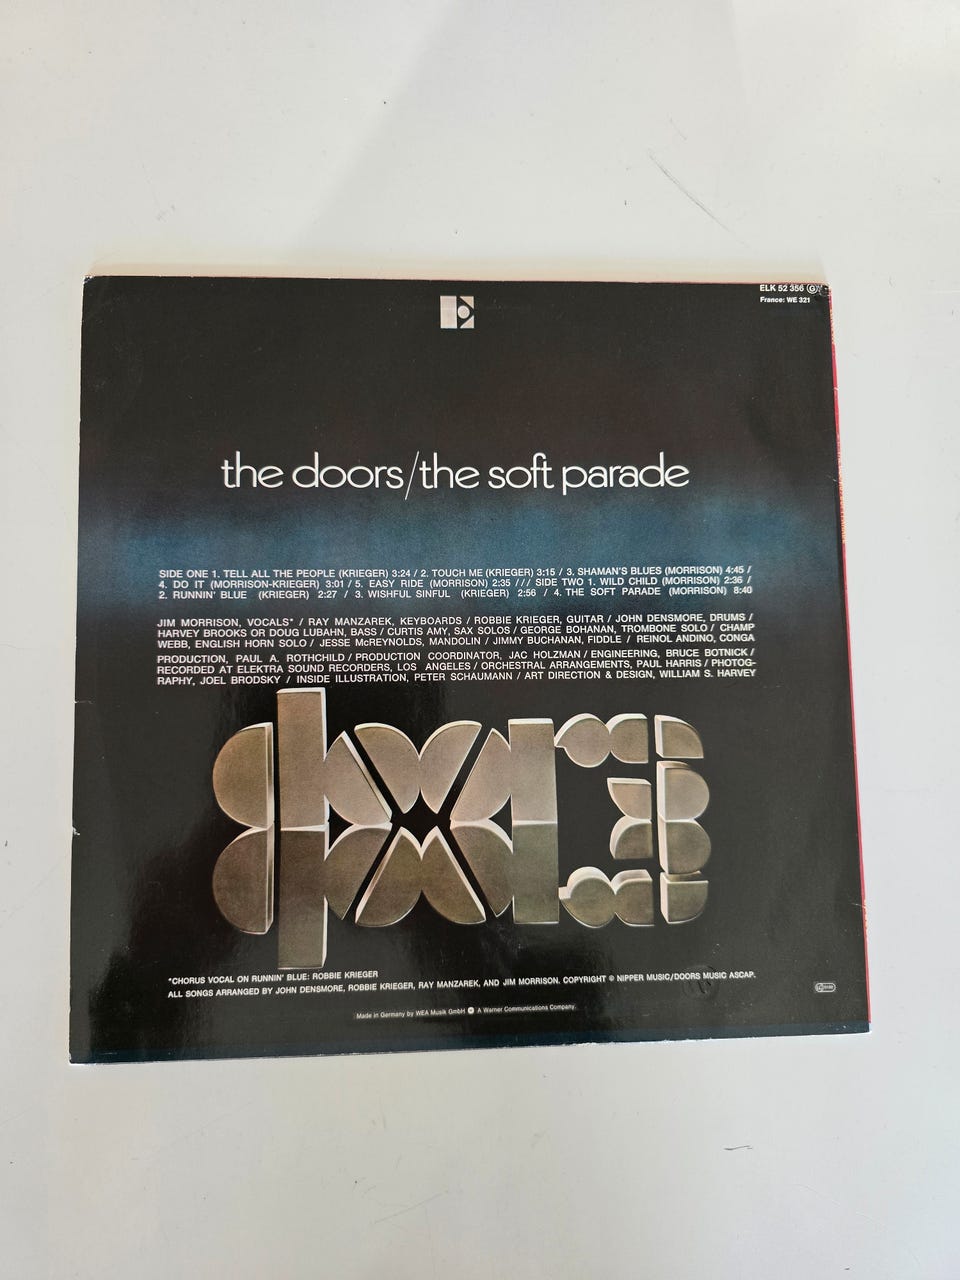 ELK 52 356 G
France: WE 321
the doors/the soft parade
SIDE ONE 1. TELL ALL THE PEOPLE (KRIEGER) 3:24 / 2. TOUCH ME (KRIEGER) 3:15 / 3. SHAMAN'S BLUES (MORRISON) 4:45 /
4. DO IT (MORRISON-KRIEGER) 3:01 / 5. EASY RIDE (MORRISON) 2:35 /// SIDE TWO 1. WILD CHILD (MORRISON) 2:36 /
2. RUNNIN' BLUE (KRIEGER) 2:27 / 3. WISHFUL SINFUL (KRIEGER) 2:56 / 4. THE SOFT PARADE (MORRISON) 8:40
JIM MORRISON, VOCALS* / RAY MANZAREK, KEYBOARDS / ROBBIE KRIEGER, GUITAR / JOHN DENSMORE, DRUMS /
HARVEY BROOKS OR DOUG LUBAHN, BASS / CURTIS AMY, SAX SOLOS / GEORGE BOHANAN, TROMBONE SOLO / CHAMP
WEBB, ENGLISH HORN SOLO / JESSE McREYNOLDS, MANDOLIN / JIMMY BUCHANAN, FIDDLE / REINOL ANDINO, CONGA
PRODUCTION, PAUL A. ROTHCHILD / PRODUCTION COORDINATOR, JAC HOLZMAN / ENGINEERING, BRUCE BOTNICK /
RECORDED AT ELEKTRA SOUND RECORDERS, LOS ANGELES / ORCHESTRAL ARRANGEMENTS, PAUL HARRIS / PHOTOG-
RAPHY, JOEL BRODSKY / INSIDE ILLUSTRATION, PETER SCHAUMANN / ART DIRECTION & DESIGN, WILLIAM S. HARVEY
doors
*CHORUS VOCAL ON RUNNIN' BLUE: ROBBIE KRIEGER
ALL SONGS ARRANGED BY JOHN DENSMORE, ROBBIE KRIEGER, RAY MANZAREK, AND JIM MORRISON. COPYRIGHT © NIPPER MUSIC/DOORS MUSIC ASCAP.
Made in Germany by WEA Musik GmbH A Warner Communications Company.